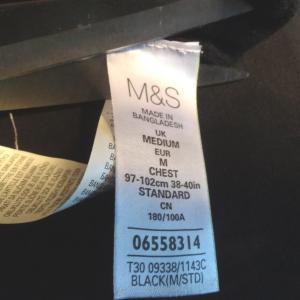 M&S
MADE IN
BANGLADESH
UK
MEDIUM
EUR
M
CHEST
97-102cm 38-40in
STANDARD
CN
180/100A
06558314
T30 09338/1143C
BLACK(M/STD)